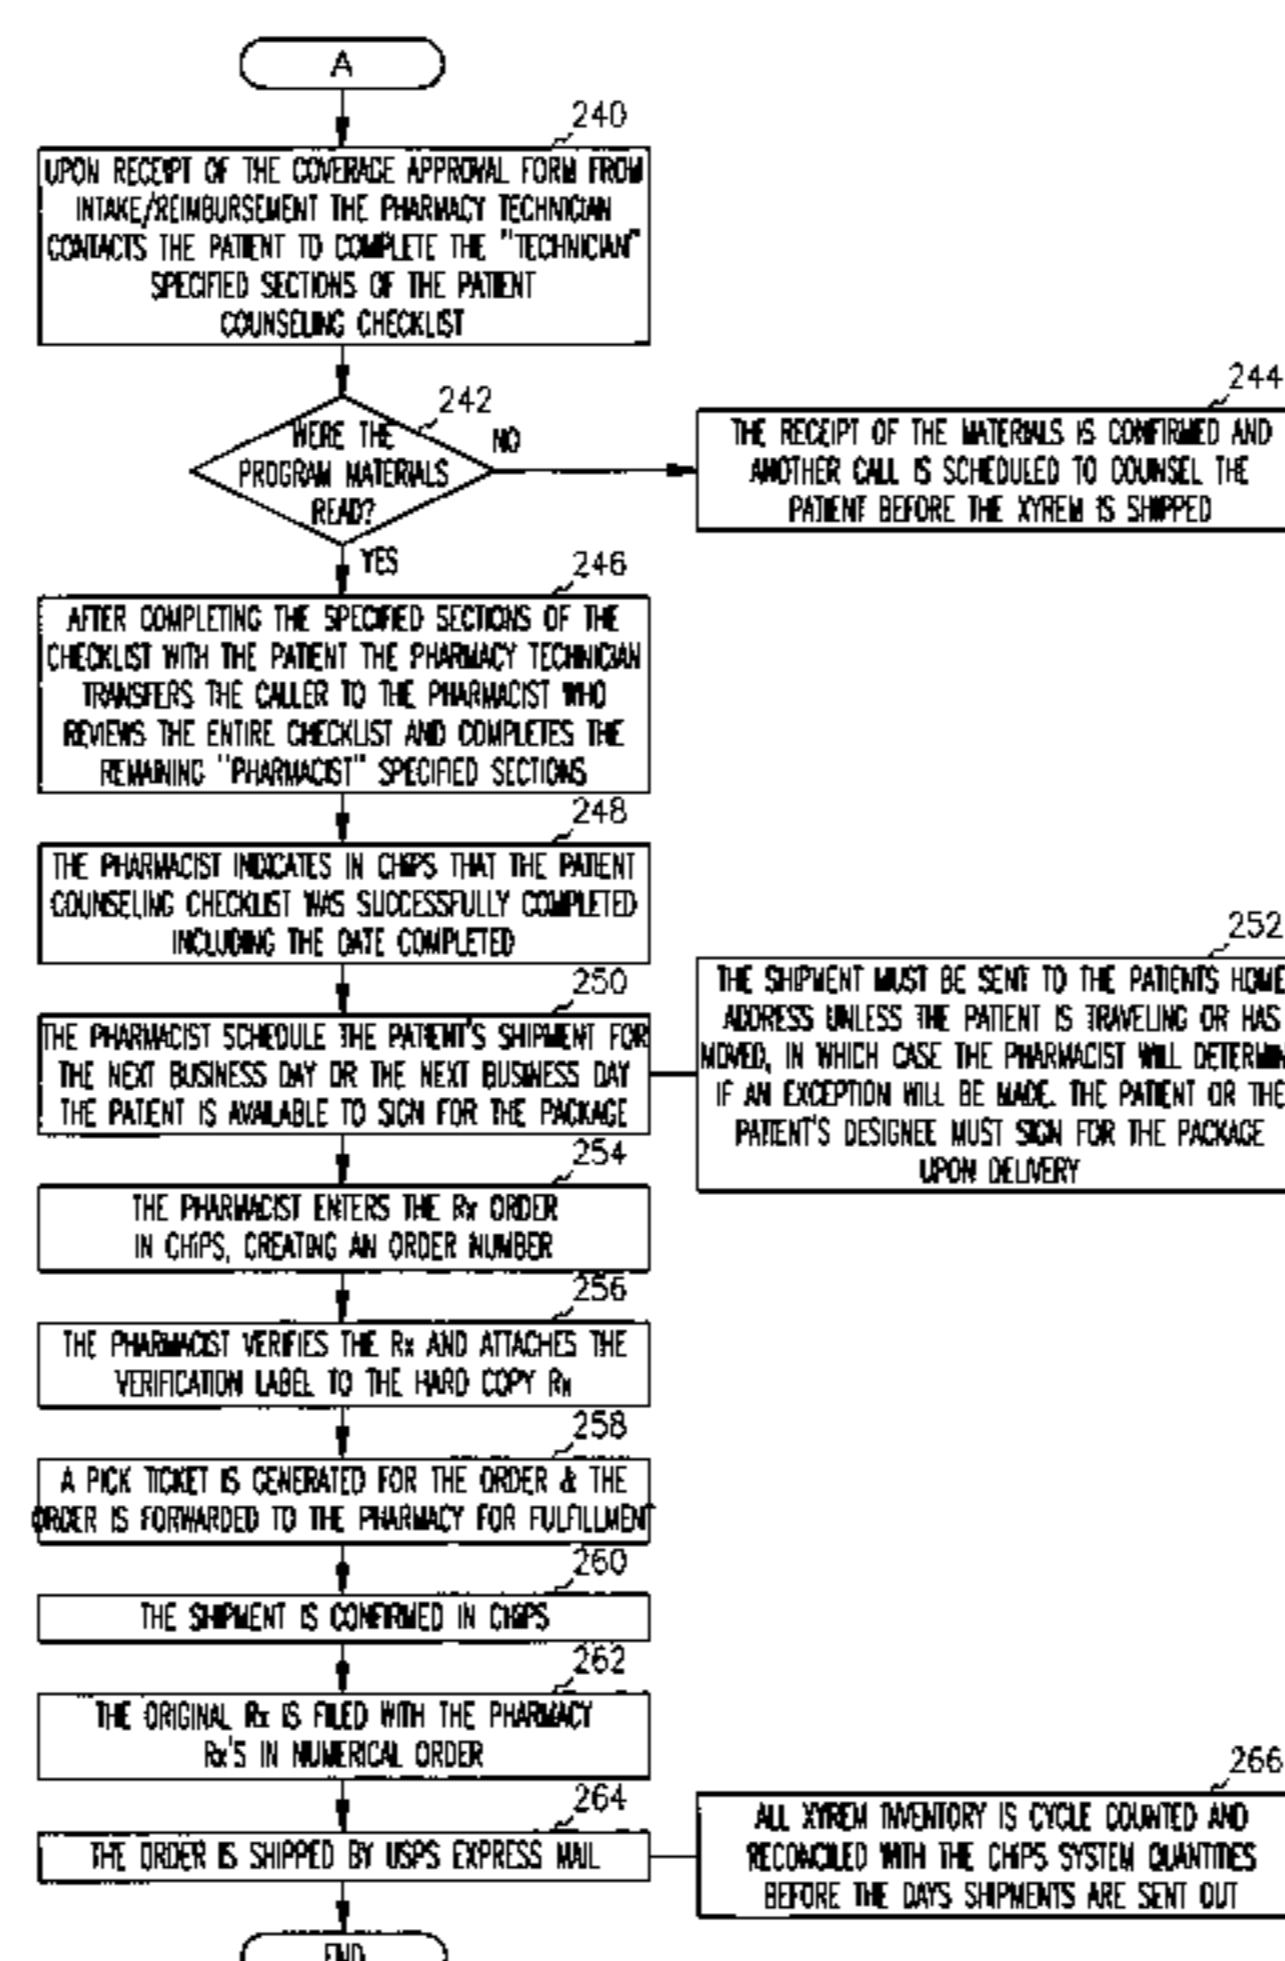 A
240
UPON RECEIPT OF THE COVERAGE APPROVAL FORM FROM
INTAKE/REIMBURSEMENT THE PHARMACY TECHNICIAN
CONTACTS THE PATIENT TO COMPLETE THE "TECHNICIAN"
SPECIFIED SECTIONS OF THE PATIENT
COUNSELING CHECKLIST
242
WERE THE
PROGRAM MATERIALS
READ?
NO
244
THE RECEIPT OF THE MATERIALS IS CONFIRMED AND
ANOTHER CALL IS SCHEDULED TO COUNSEL THE
PATIENT BEFORE THE XYREM IS SHIPPED
YES
246
AFTER COMPLETING THE SPECIFIED SECTIONS OF THE
CHECKLIST WITH THE PATIENT THE PHARMACY TECHNICIAN
TRANSFERS THE CALLER TO THE PHARMACIST WHO
REVIEWS THE ENTIRE CHECKLIST AND COMPLETES THE
REMAINING "PHARMACIST" SPECIFIED SECTIONS
248
THE PHARMACIST INDICATES IN CHIPS THAT THE PATIENT
COUNSELING CHECKLIST WAS SUCCESSFULLY COMPLETED
INCLUDING THE DATE COMPLETED
250
THE PHARMACIST SCHEDULE THE PATIENT'S SHIPMENT FOR
THE NEXT BUSINESS DAY OR THE NEXT BUSINESS DAY
THE PATIENT IS AVAILABLE TO SIGN FOR THE PACKAGE
252
THE SHIPMENT MUST BE SENT TO THE PATIENTS HOME
ADDRESS UNLESS THE PATIENT IS TRAVELING OR HAS
MOVED, IN WHICH CASE THE PHARMACIST WILL DETERMIN
IF AN EXCEPTION WILL BE MADE. THE PATIENT OR THE
PATIENT'S DESIGNEE MUST SIGN FOR THE PACKAGE
UPON DELIVERY
254
THE PHARMACIST ENTERS THE Rx ORDER
IN CHIPS, CREATING AN ORDER NUMBER
256
THE PHARMACIST VERIFIES THE Rx AND ATTACHES THE
VERIFICATION LABEL TO THE HARD COPY Rx
258
A PICK TICKET IS GENERATED FOR THE ORDER & THE
ORDER IS FORWARDED TO THE PHARMACY FOR FULFILLMENT
260
THE SHIPMENT IS CONFIRMED IN CHIPS
262
THE ORIGINAL Rx IS FILED WITH THE PHARMACY
Rx'S IN NUMERICAL ORDER
264
THE ORDER IS SHIPPED BY USPS EXPRESS MAIL
266
ALL XYREM INVENTORY IS CYCLE COUNTED AND
RECONCILED WITH THE CHIPS SYSTEM QUANTITIES
BEFORE THE DAYS SHIPMENTS ARE SENT OUT
END